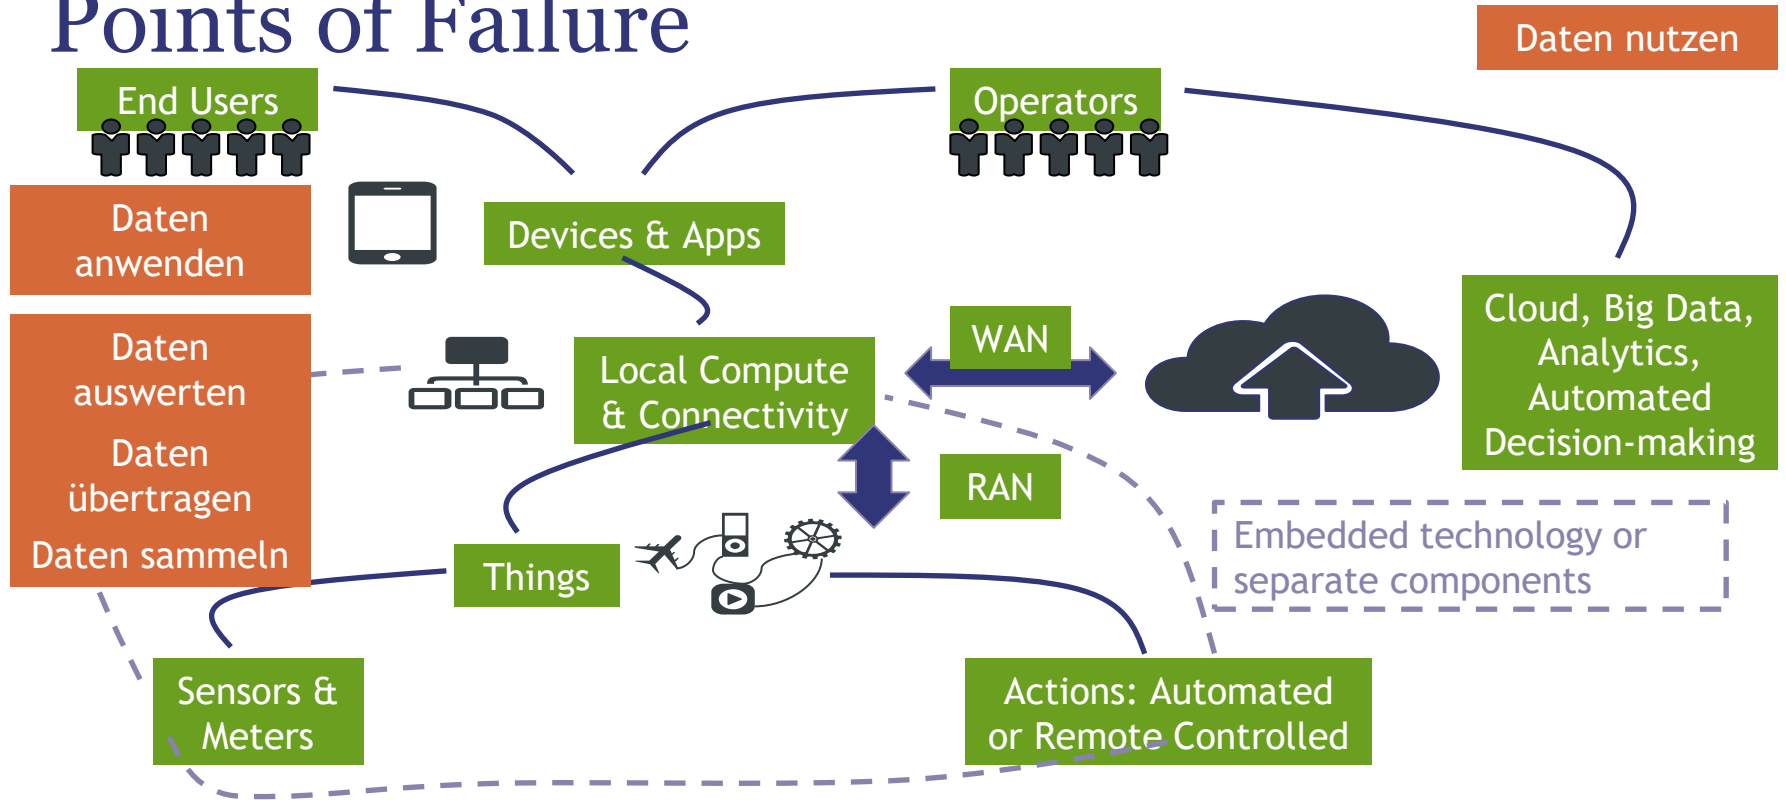 Points of Failure
Daten nutzen
End Users
Operators
Daten
anwenden
Devices & Apps
Daten
auswerten
Daten
übertragen
Daten sammeln
Local Compute
& Connectivity
WAN
Cloud, Big Data,
Analytics,
Automated
Decision-making
RAN
Embedded technology or
separate components
Things
Sensors &
Meters
Actions: Automated
or Remote Controlled